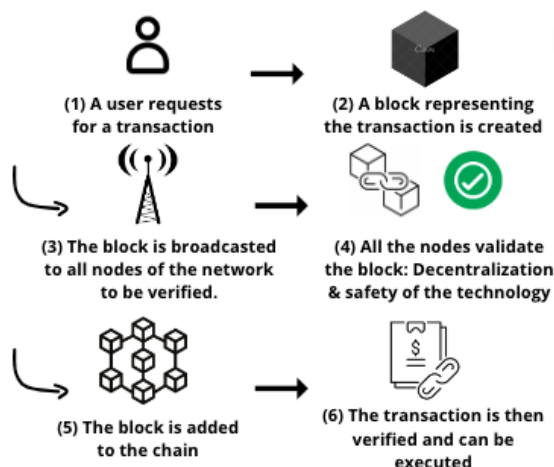 (1) A user requests
for a transaction
(2) A block representing
the transaction is created
(3) The block is broadcasted
to all nodes of the network
to be verified.
(4) All the nodes validate
the block: Decentralization
& safety of the technology
(5) The block is added
to the chain
$
(6) The transaction is then
verified and can be
executed